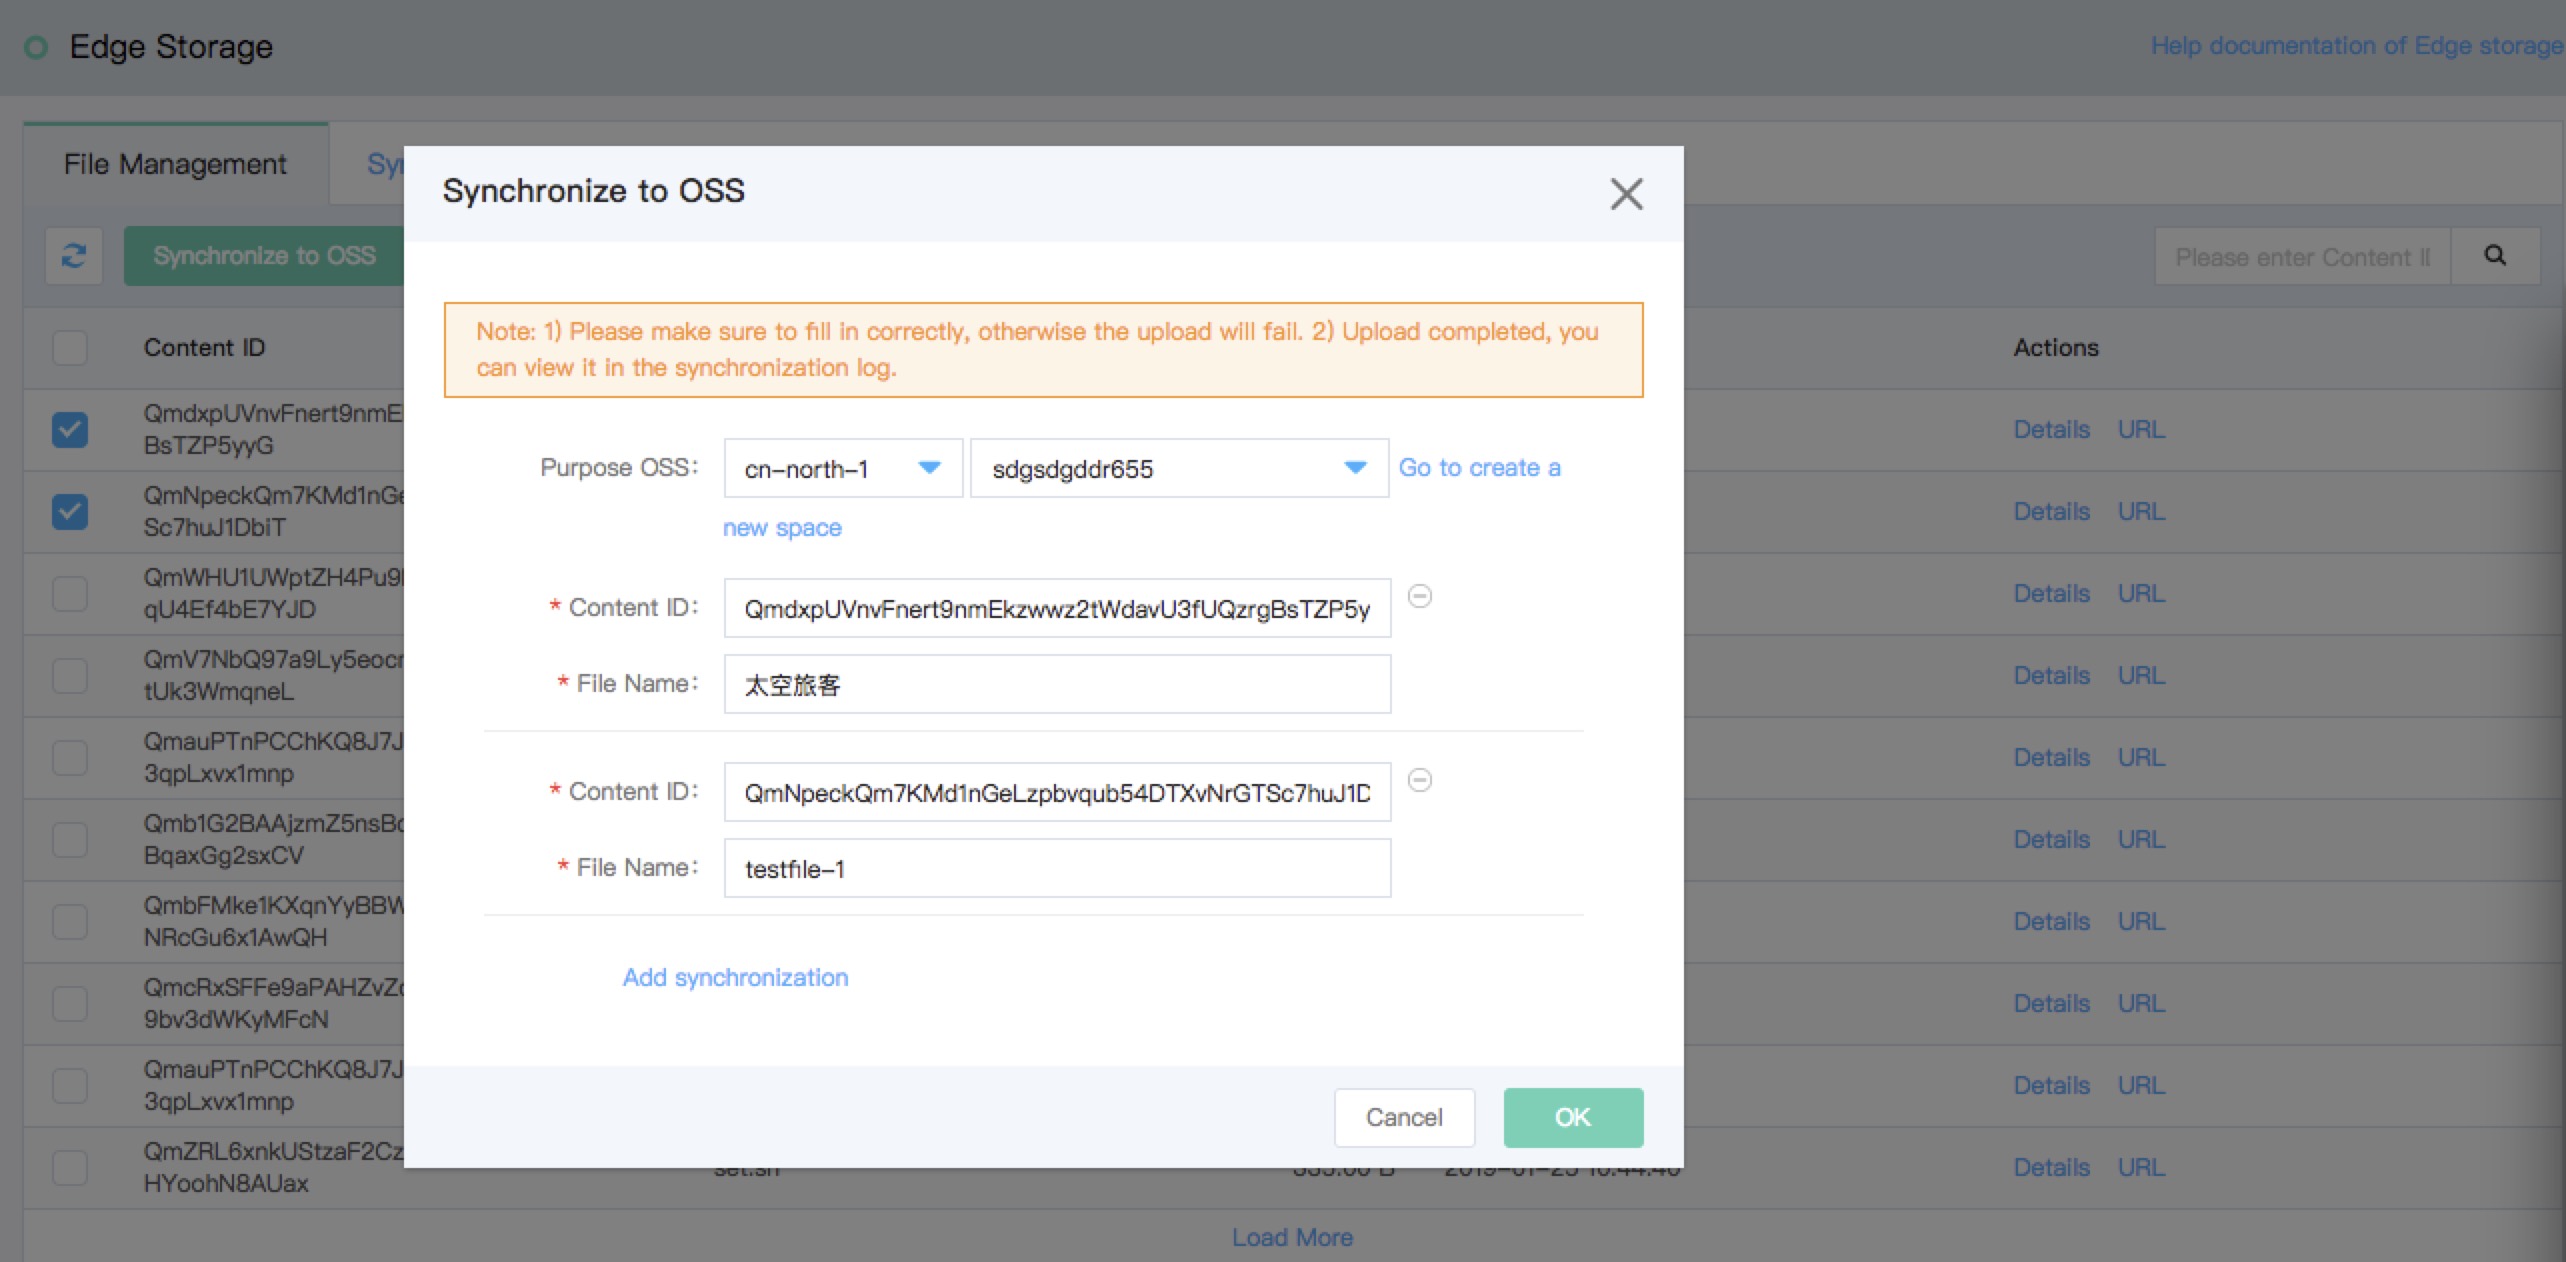 Edge Storage
Help documentation of Edge storage
File Management
Synchronize to OSS
Please enter Content
Content ID
Actions
QmdxpUVnvFnert9nmE
BsTZP5yyG
Details URL
QmNpeckQm7KMd1nGe
Sc7huJ1DbiT
Details URL
QmWHU1UWptZH4Pu9
qU4Ef4bE7YJD
Details URL
QmV7NbQ97a9Ly5eocr
tUk3WmqneL
Details URL
QmauPTnPCChKQ8J7J
3qpLxvx1mnp
Details URL
Qmb1G2BAAjzmZ5nsBc
BqaxGg2sxCV
Details URL
QmbFMke1KXqnYyBBW
NRcGu6x1AwQH
Details URL
QmcRxSFFe9aPAHZvZc
9bv3dWKyMFcN
Details URL
QmauPTnPCChKQ8J7J
3qpLxvx1mnp
Details URL
QmZRL6xnkUStzaF2Cz
HYoohN8AUax
Details URL
Load More
Synchronize to OSS
Note: 1) Please make sure to fill in correctly, otherwise the upload will fail. 2) Upload completed, you
can view it in the synchronization log.
Purpose OSS: cn-north-1 sdgsdgddr655 Go to create a
new space
* Content ID: QmdxpUVnvFnert9nmEkzwwz2tWdavU3fUQzrgBsTZP5y
* File Name: 太空旅客
* Content ID: QmNpeckQm7KMd1nGeLzpbvqub54DTXvNrGTSc7huJ1D
* File Name: testfile-1
Add synchronization
Cancel OK